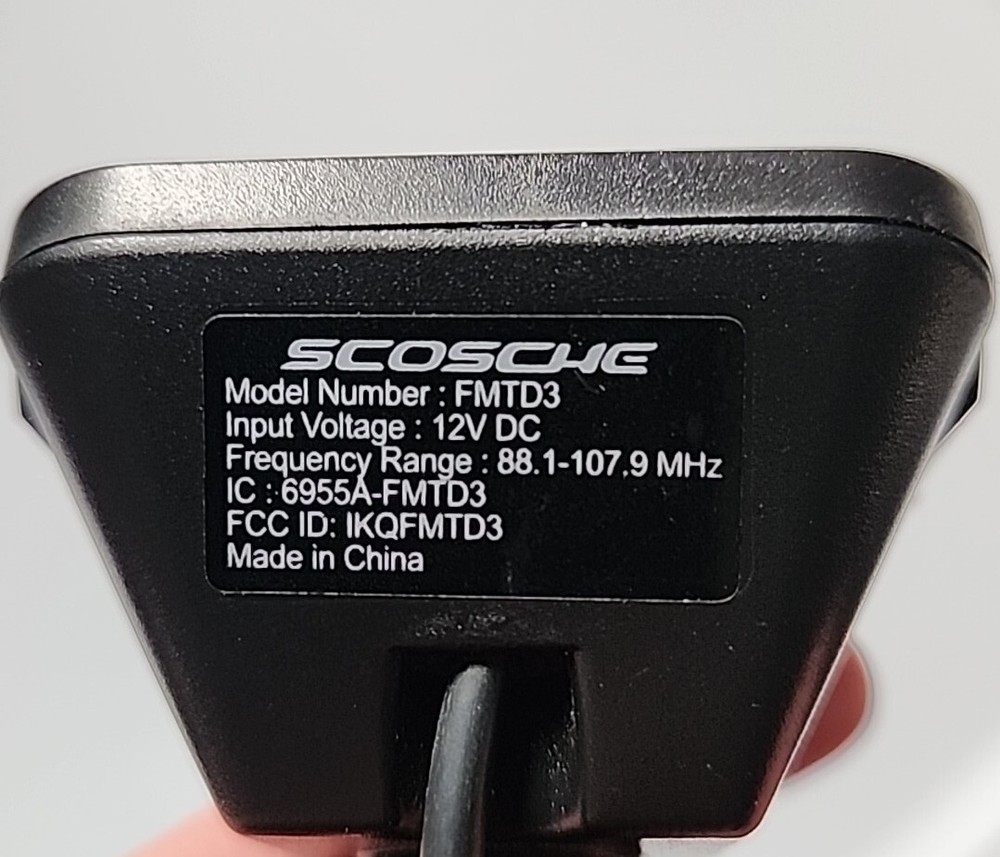 SCOSCHE
Model Number : FMTD3
Input Voltage : 12V DC
Frequency Range : 88.1-107.9 MHz
IC : 6955A-FMTD3
FCC ID: IKQFMTD3
Made in China